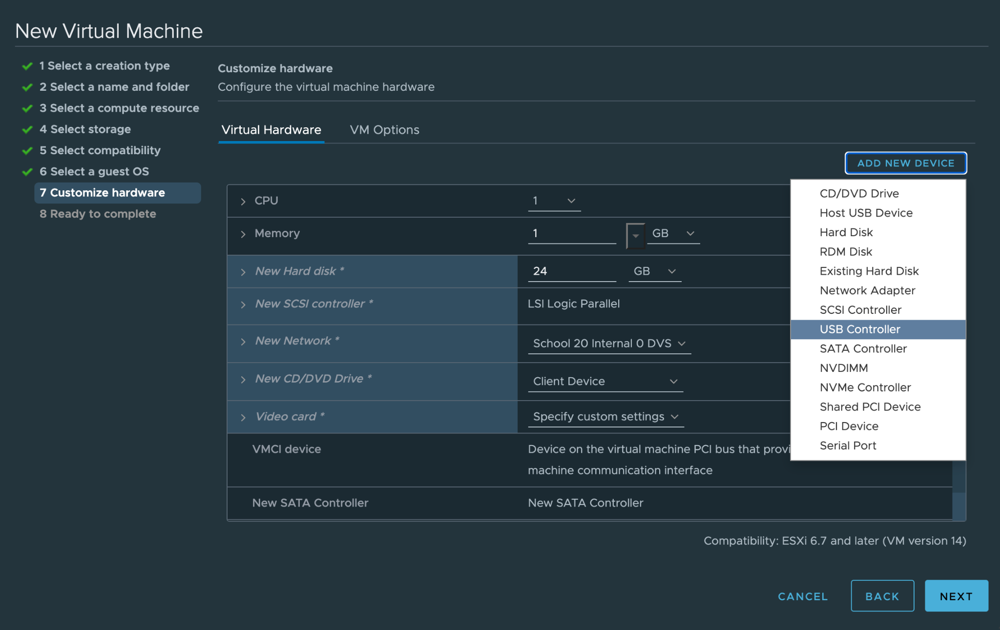 New Virtual Machine
1 Select a creation type
2 Select a name and folder
3 Select a compute resource
4 Select storage
5 Select compatibility
6 Select a guest OS
7 Customize hardware
8 Ready to complete
Customize hardware
Configure the virtual machine hardware
Virtual Hardware
VM Options
ADD NEW DEVICE
CPU
1
Memory
1
GB
New Hard disk *
24
GB
New SCSI controller *
LSI Logic Parallel
New Network *
School 20 Internal 0 DVS
New CD/DVD Drive *
Client Device
Video card *
Specify custom settings
VMCI device
Device on the virtual machine PCI bus that provi
machine communication interface
New SATA Controller
New SATA Controller
CD/DVD Drive
Host USB Device
Hard Disk
RDM Disk
Existing Hard Disk
Network Adapter
SCSI Controller
USB Controller
SATA Controller
NVDIMM
NVMe Controller
Shared PCI Device
PCI Device
Serial Port
Compatibility: ESXi 6.7 and later (VM version 14)
CANCEL
BACK
NEXT